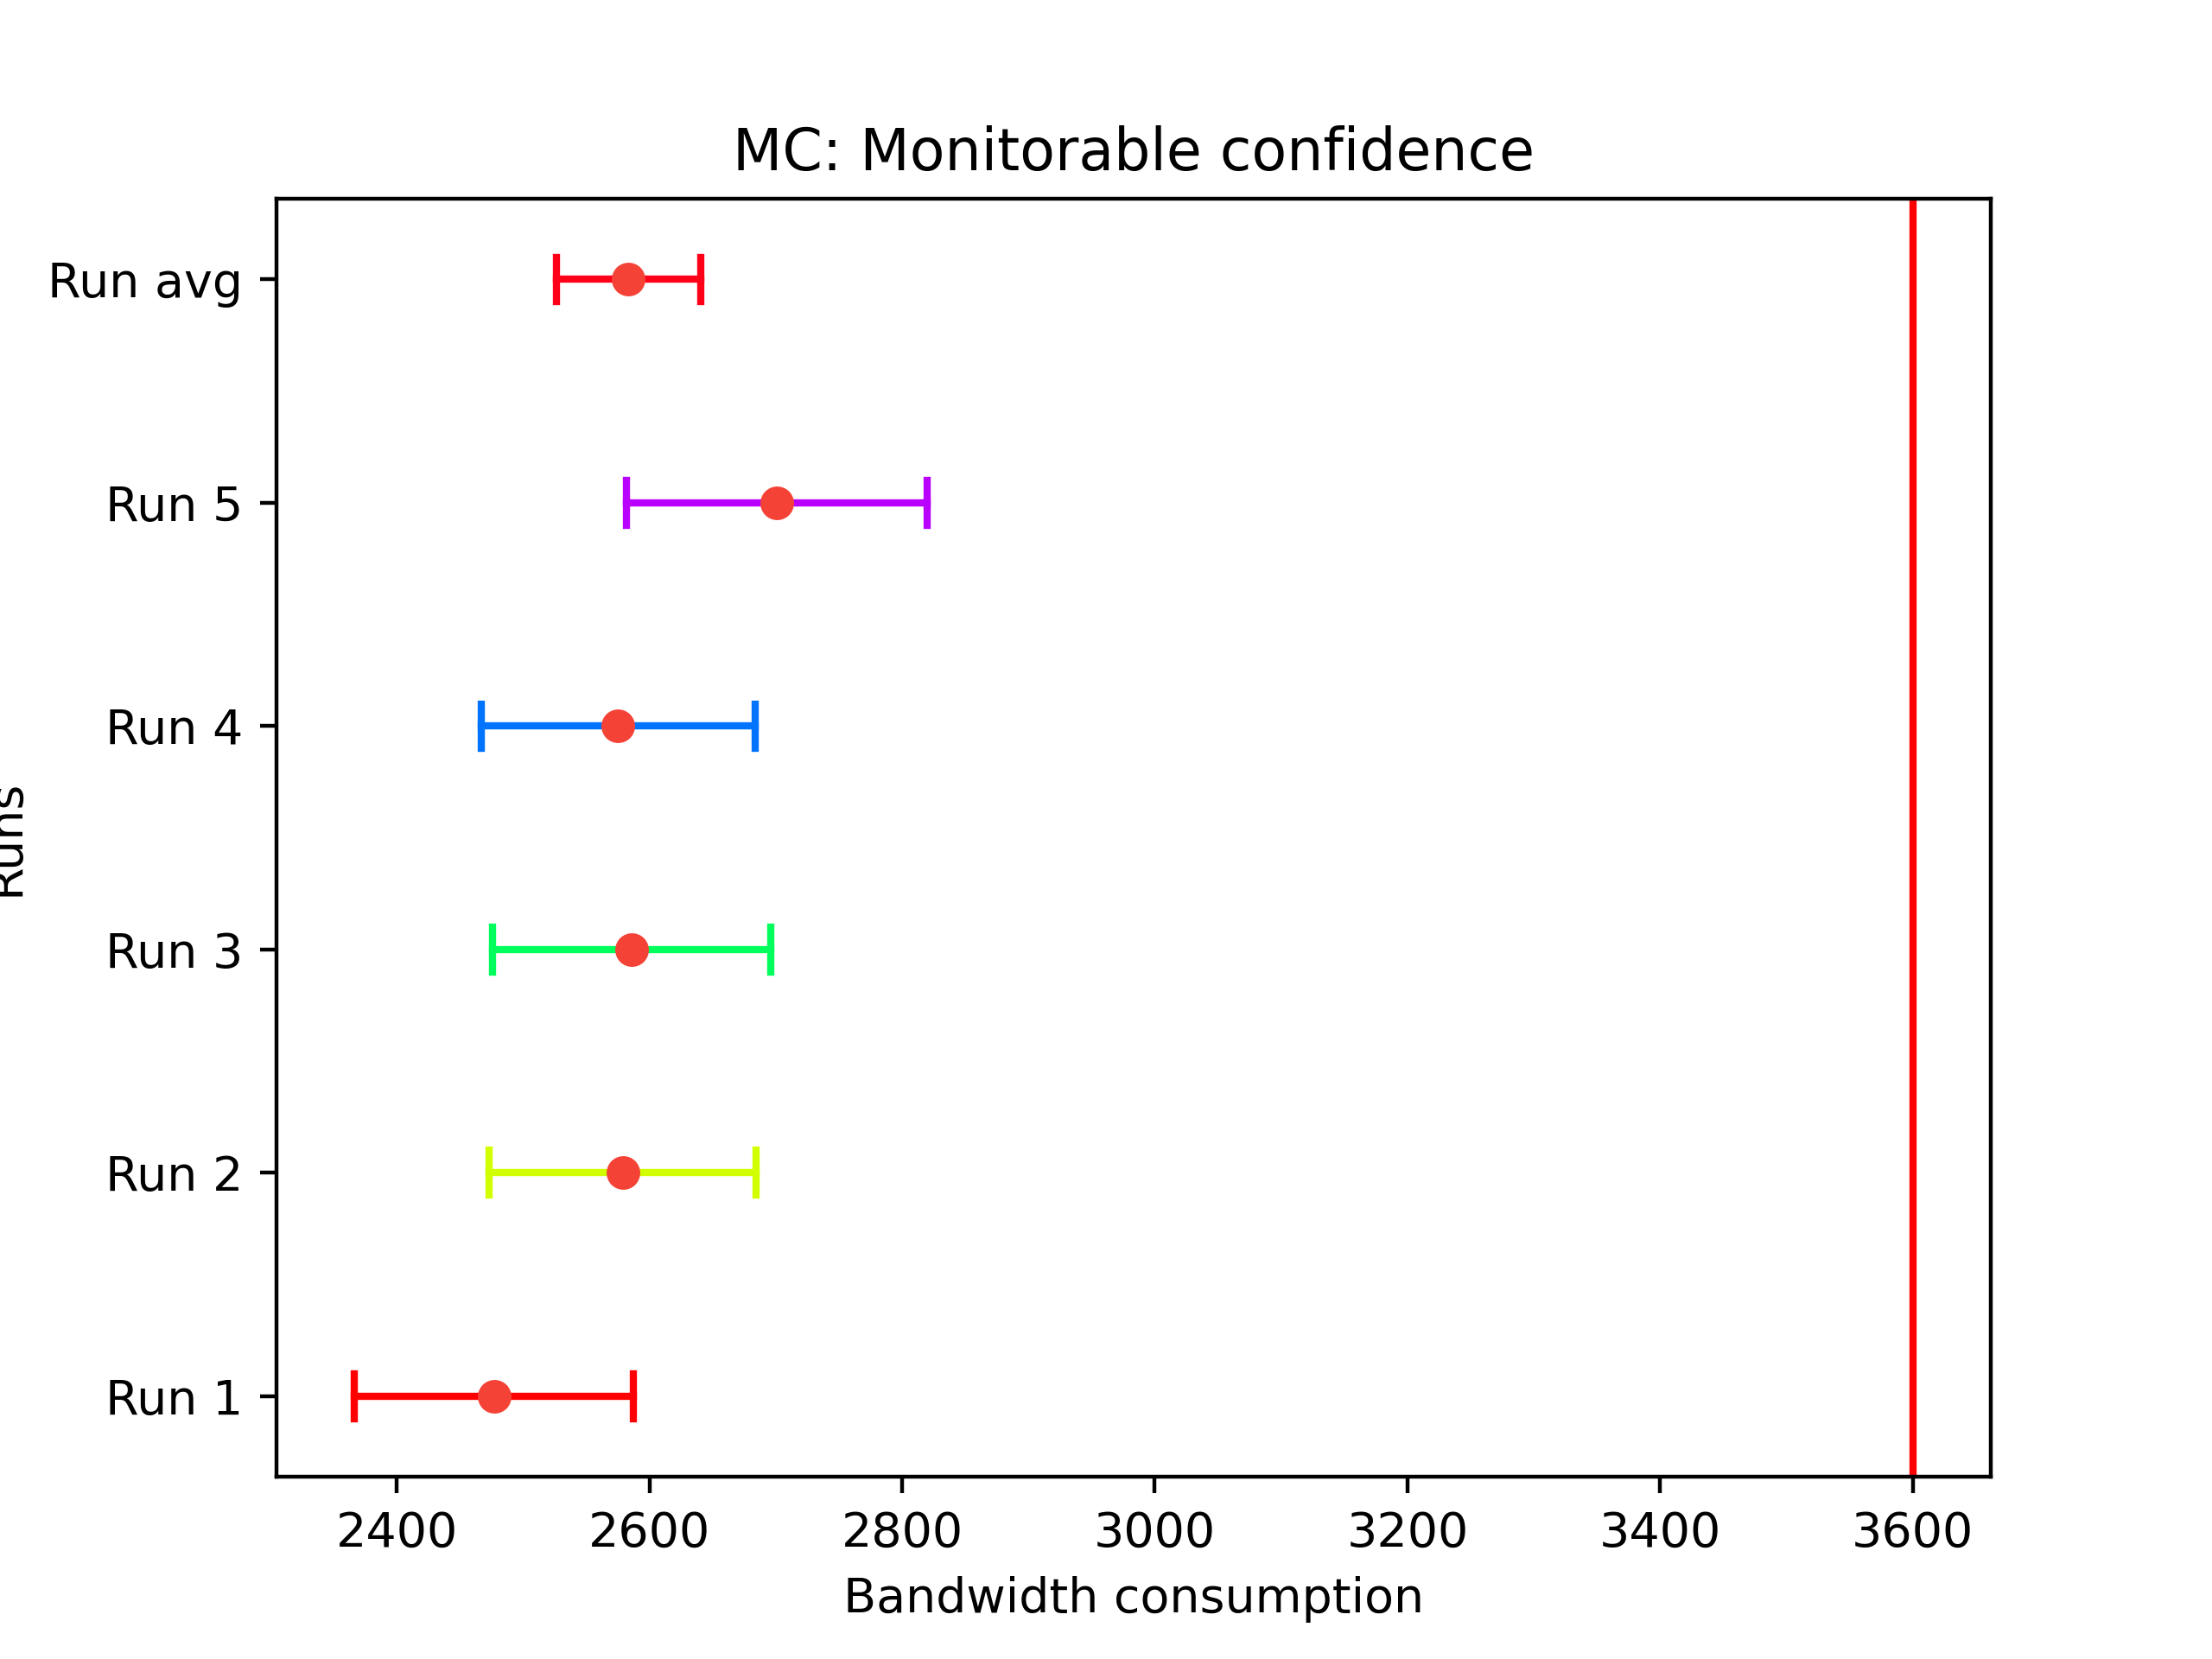 MC: Monitorable confidence
Run avg
Run 5
Run 4
Run 3
Run 2
Run 1
Runs
2400 2600 2800 3000 3200 3400 3600
Bandwidth consumption